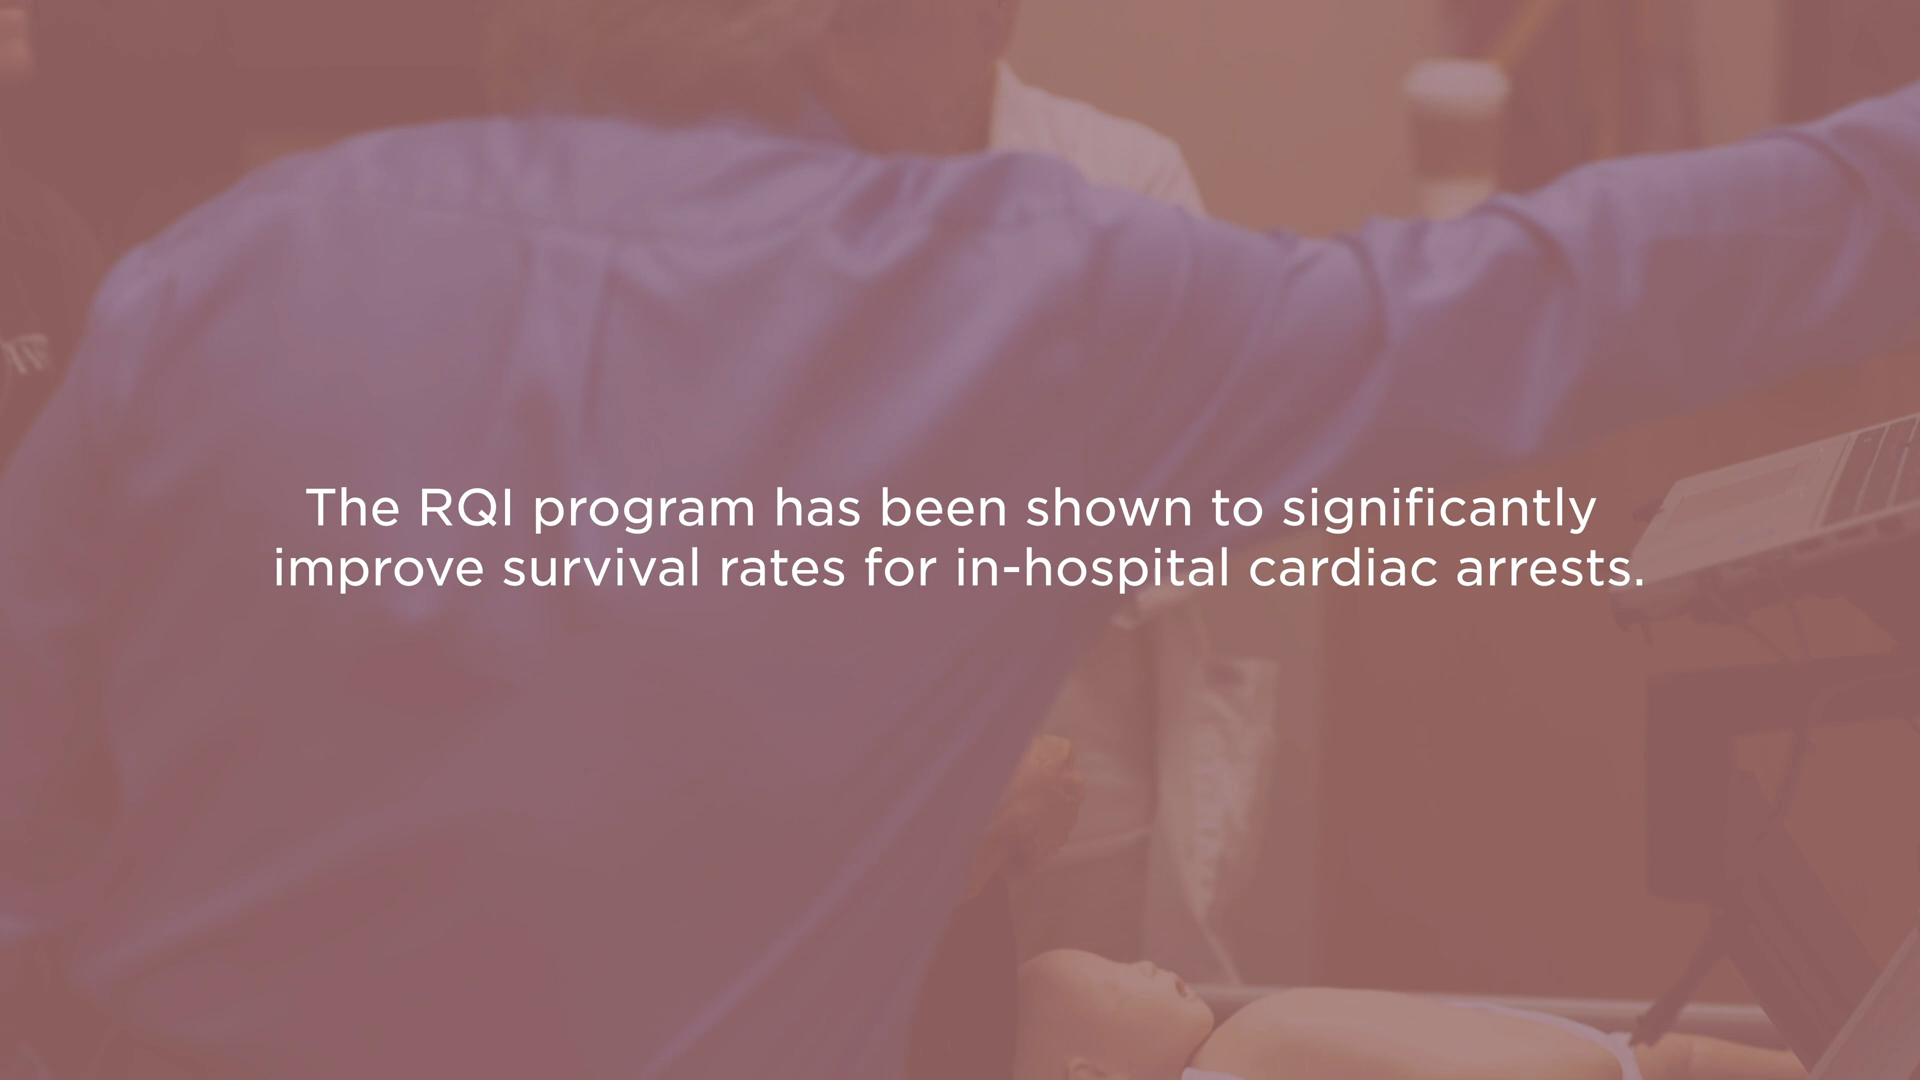 The RQI program has been shown to significantly
improve survival rates for in-hospital cardiac arrests.